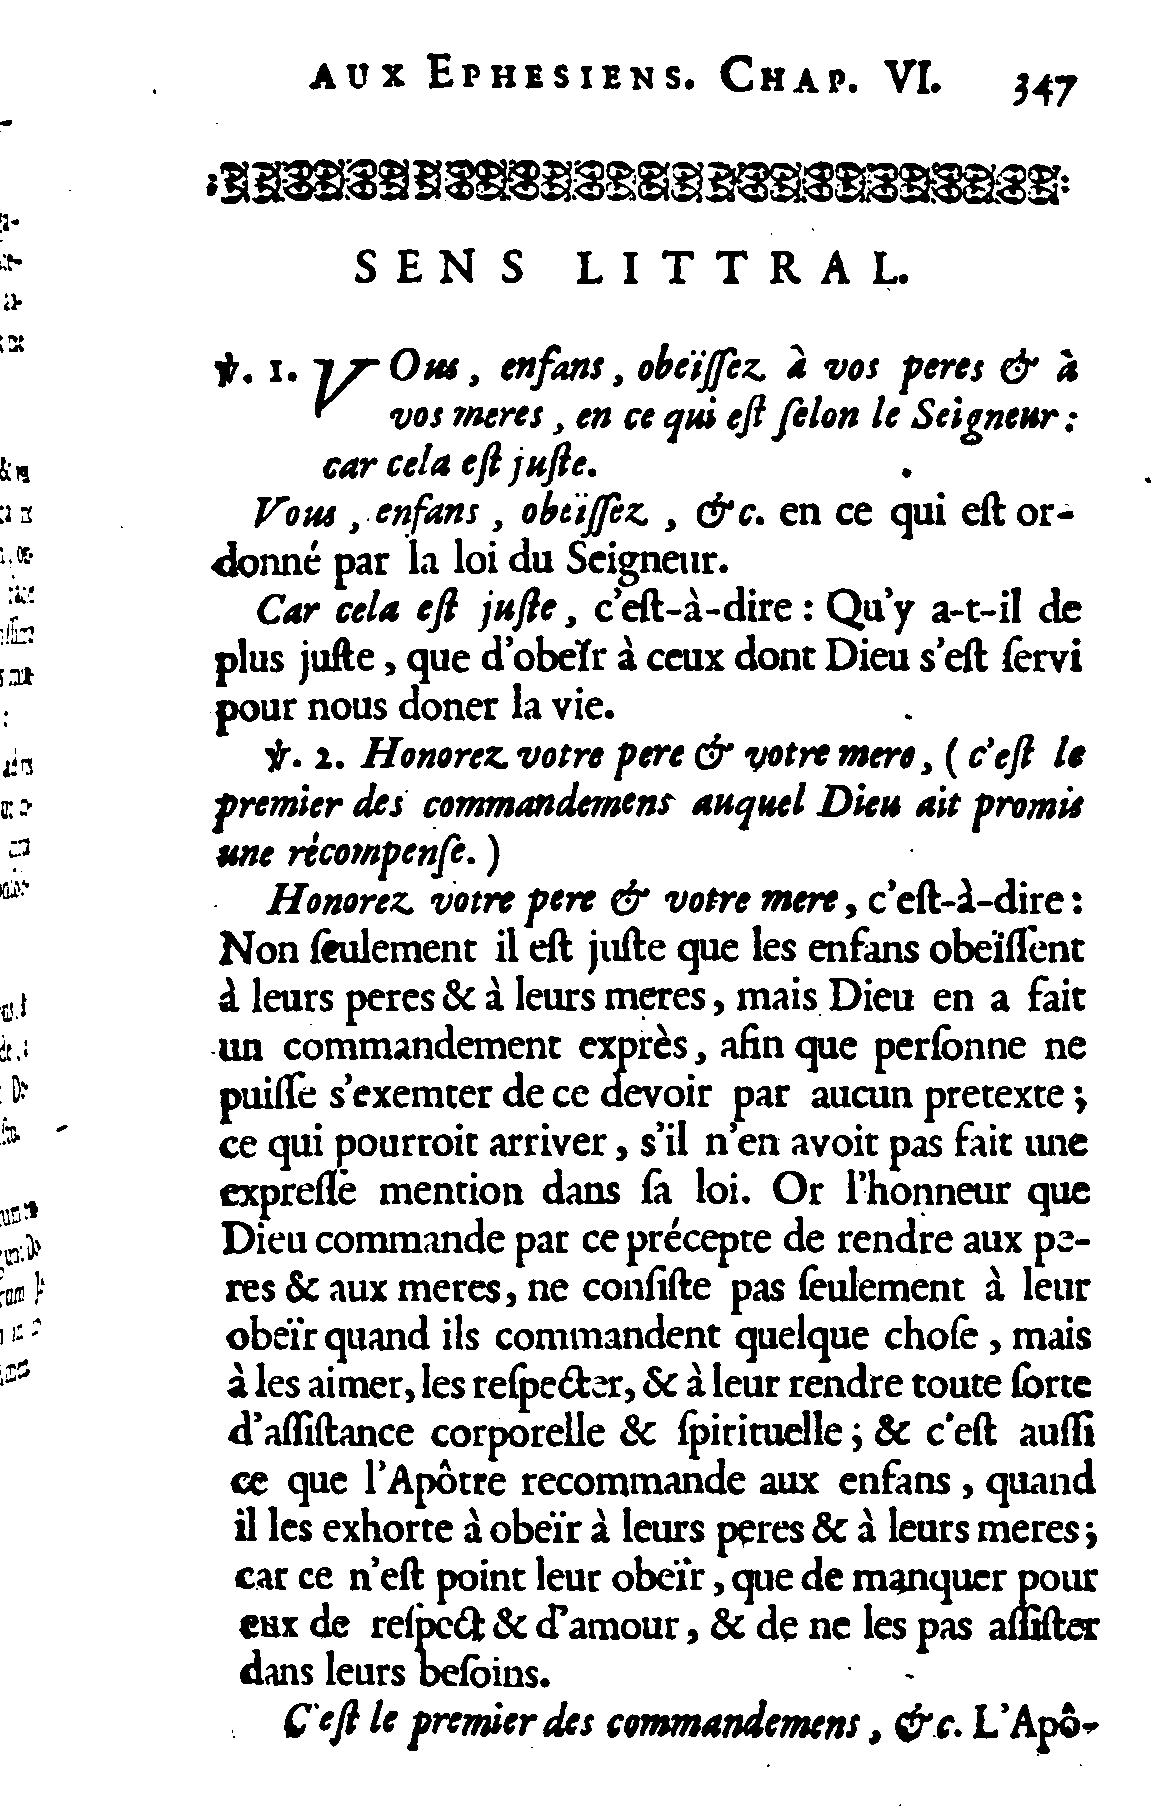 AUX EPHESIENS. CHAP. VI. 347
SENS LITTRAL.
℣. 1. VOus, enfans, obeïſſez à vos peres & à
vos meres, en ce qui eſt ſelon le Seigneur;
car cela eſt juſte.
Vous, enfans, obeïſſez, &c. en ce qui eſt or-
donné par la loi du Seigneur.
Car cela eſt juſte, c'eſt-à-dire: Qu'y a-t-il de
plus juſte, que d'obeïr à ceux dont Dieu s'eſt ſervi
pour nous doner la vie.
℣. 2. Honorez votre pere & votre mere, (c'eſt le
premier des commandemens auquel Dieu ait promis
une récompenſe.)
Honorez votre pere & votre mere, c'eſt-à-dire:
Non ſeulement il eſt juſte que les enfans obeïſſent
à leurs peres & à leurs meres, mais Dieu en a fait
un commandement exprès, afin que perſonne ne
puiſſe s'exemter de ce devoir par aucun pretexte;
ce qui pourroit arriver, s'il n'en avoit pas fait une
expreſſe mention dans ſa loi. Or l'honneur que
Dieu commande par ce précepte de rendre aux pe-
res & aux meres, ne conſiſte pas ſeulement à leur
obeïr quand ils commandent quelque choſe, mais
à les aimer, les reſpecter, & à leur rendre toute ſorte
d'aſſiſtance corporelle & ſpirituelle; & c'eſt auſſi
ce que l'Apôtre recommande aux enfans, quand
il les exhorte à obeïr à leurs peres & à leurs meres;
car ce n'eſt point leur obeïr, que de manquer pour
eux de reſpect & d'amour, & de ne les pas aſſiſter
dans leurs beſoins.
C'eſt le premier des commandemens, &c. L'Apô-